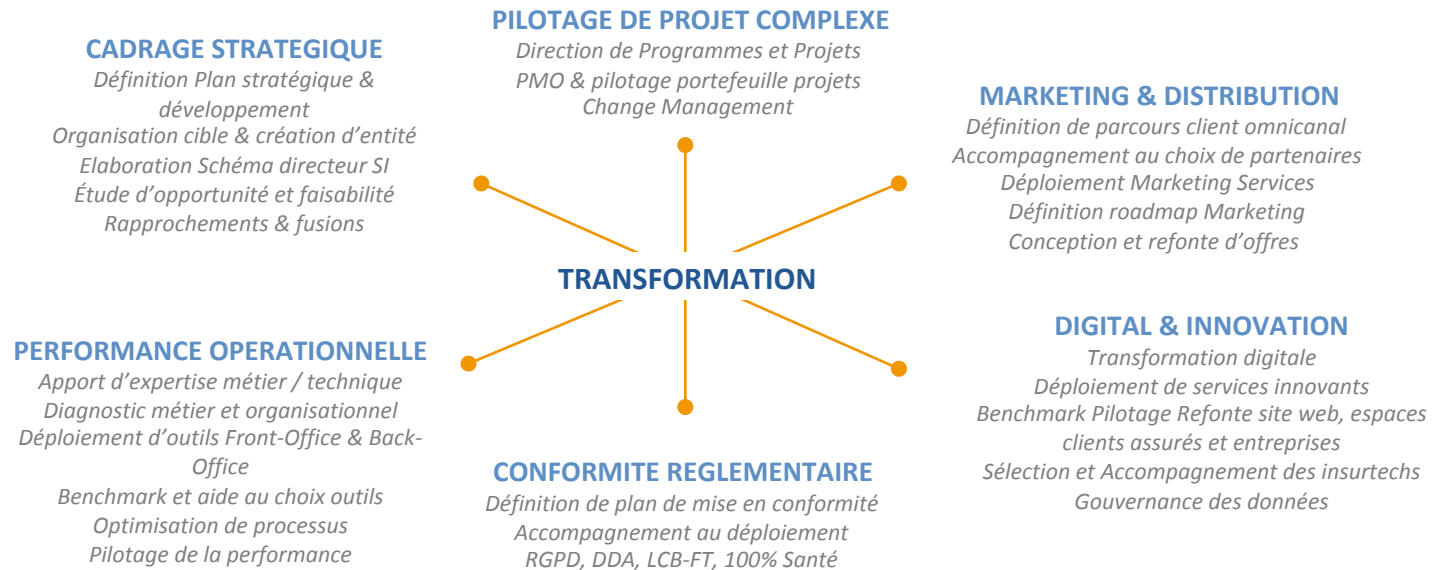 CADRAGE STRATEGIQUE
Définition Plan stratégique &
développement
Organisation cible & création d’entité
Elaboration Schéma directeur SI
Étude d’opportunité et faisabilité
Rapprochements & fusions
PILOTAGE DE PROJET COMPLEXE
Direction de Programmes et Projets
PMO & pilotage portefeuille projets
Change Management
MARKETING & DISTRIBUTION
Définition de parcours client omnicanal
Accompagnement au choix de partenaires
Déploiement Marketing Services
Définition roadmap Marketing
Conception et refonte d’offres
TRANSFORMATION
PERFORMANCE OPERATIONNELLE
Apport d’expertise métier / technique
Diagnostic métier et organisationnel
Déploiement d’outils Front-Office & Back-
Office
Benchmark et aide au choix outils
Optimisation de processus
Pilotage de la performance
CONFORMITE REGLEMENTAIRE
Définition de plan de mise en conformité
Accompagnement au déploiement
RGPD, DDA, LCB-FT, 100% Santé
DIGITAL & INNOVATION
Transformation digitale
Déploiement de services innovants
Benchmark Pilotage Refonte site web, espaces
clients assurés et entreprises
Sélection et Accompagnement des insurtechs
Gouvernance des données